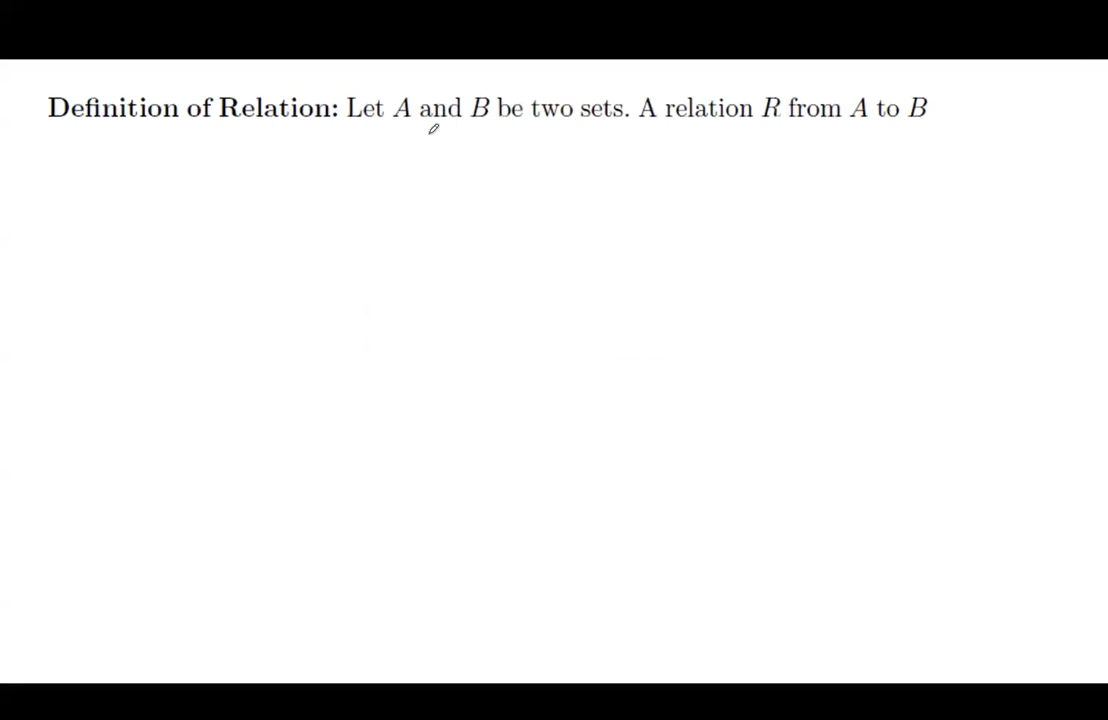 Definition of Relation: Let A and B be two sets. A relation R from A to B